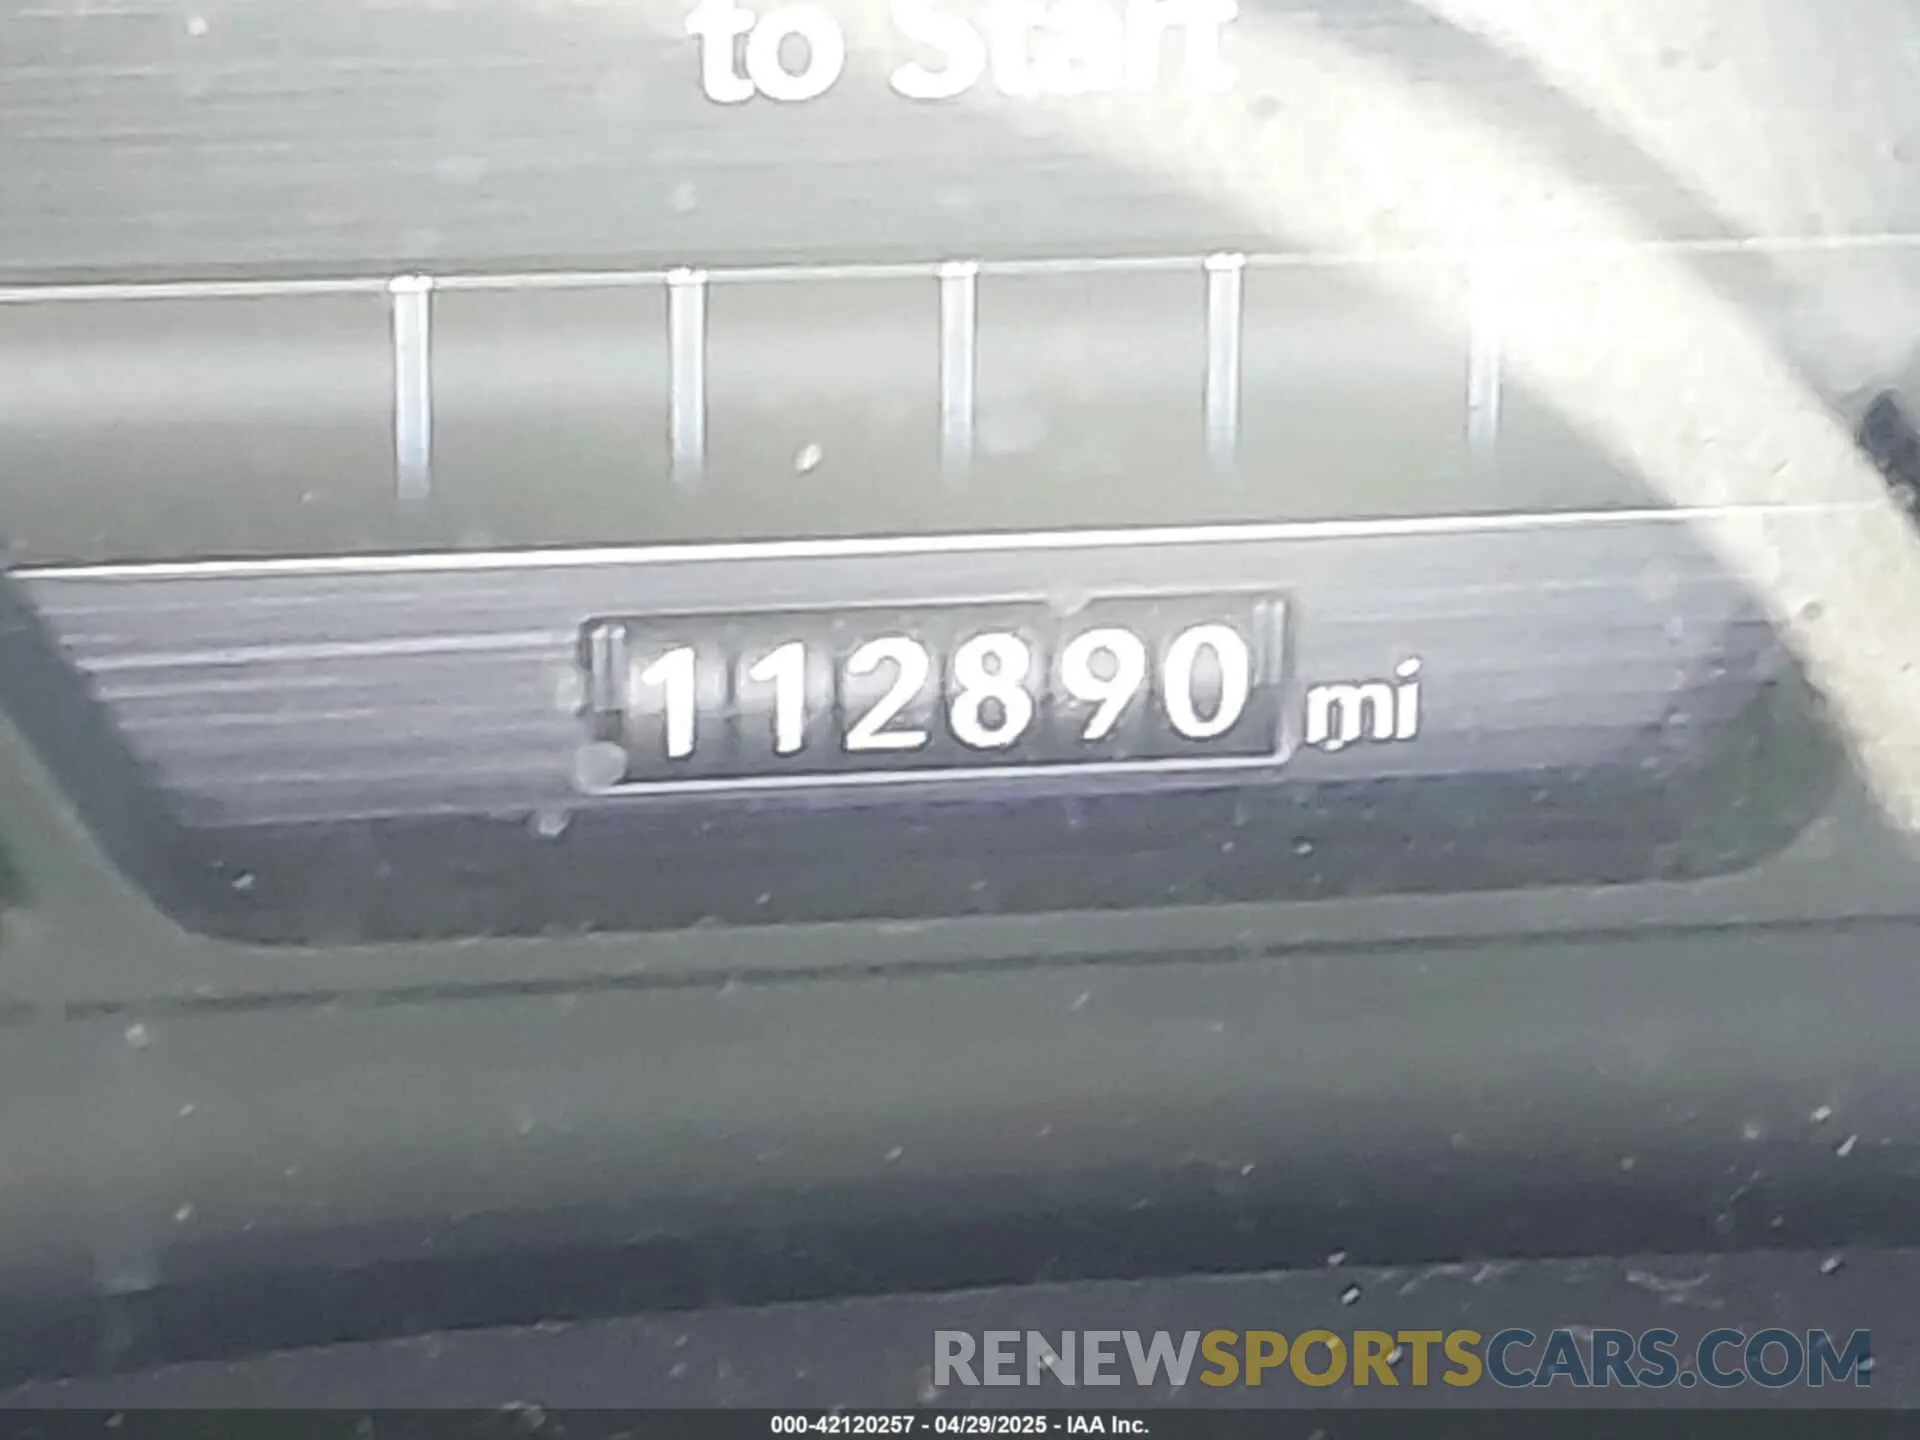 to Start
112890 mi
RENEWSPORTSCARS.COM
000-42120257 - 04/29/2025 - IAA Inc.